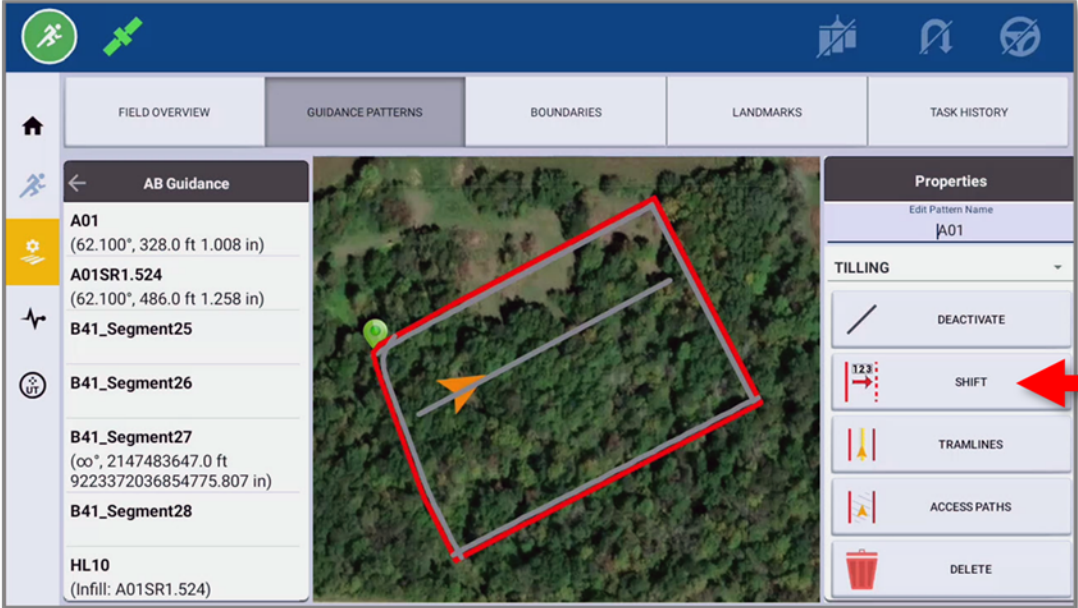 FIELD OVERVIEW
GUIDANCE PATTERNS
BOUNDARIES
LANDMARKS
TASK HISTORY
AB Guidance
A01
(62.100°, 328.0 ft 1.008 in)
A01SR1.524
(62.100°, 486.0 ft 1.258 in)
B41_Segment25
B41_Segment26
B41_Segment27
(∞°, 2147483647.0 ft
9223372036854775.807 in)
B41_Segment28
HL10
(Infill: A01SR1.524)
UT
Properties
Edit Pattern Name
A01
TILLING
DEACTIVATE
123
SHIFT
TRAMLINES
ACCESS PATHS
DELETE